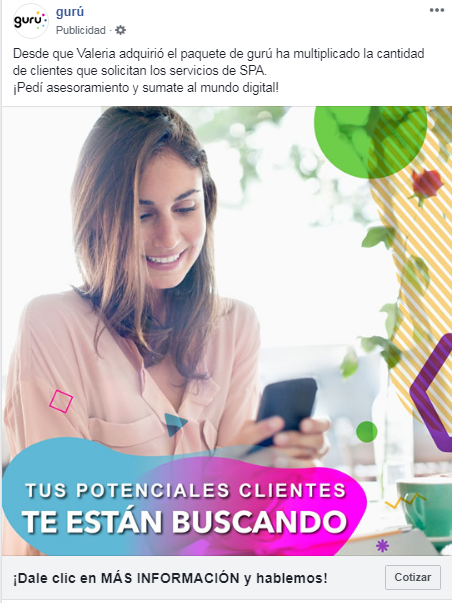 gurú
gurú
Publicidad ·
Desde que Valeria adquirió el paquete de gurú ha multiplicado la cantidad
de clientes que solicitan los servicios de SPA.
¡Pedí asesoramiento y sumate al mundo digital!
TUS POTENCIALES CLIENTES
TE ESTÁN BUSCANDO
¡Dale clic en MÁS INFORMACIÓN y hablemos!
Cotizar